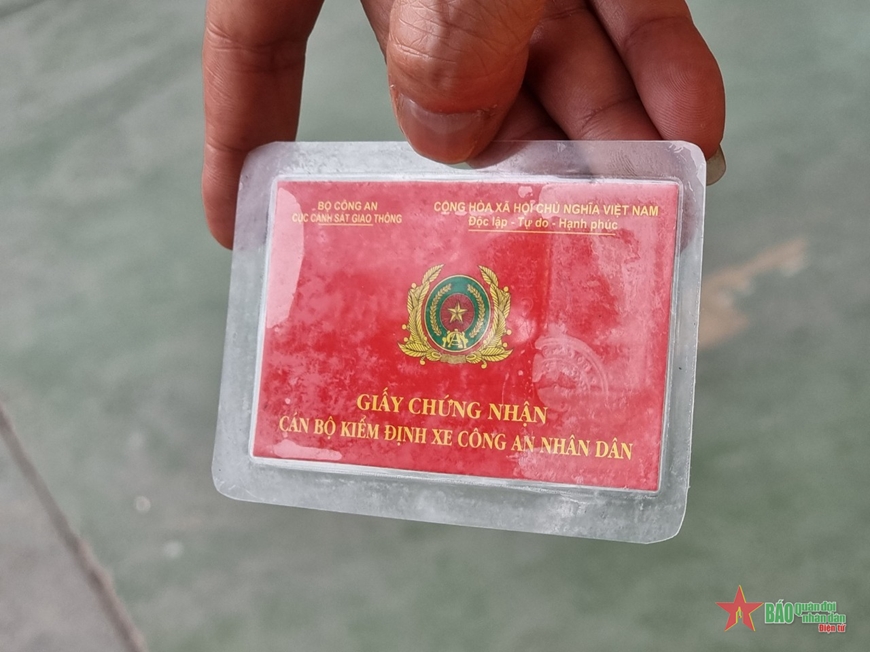 BỘ CÔNG AN
CỤC CẢNH SÁT GIAO THÔNG
CỘNG HÒA XÃ HỘI CHỦ NGHĨA VIỆT NAM
Độc lập - Tự do - Hạnh phúc
GIẤY CHỨNG NHẬN
CÁN BỘ KIỂM ĐỊNH XE CÔNG AN NHÂN DÂN
BÁO quân đội
nhân dân
Điện Tử